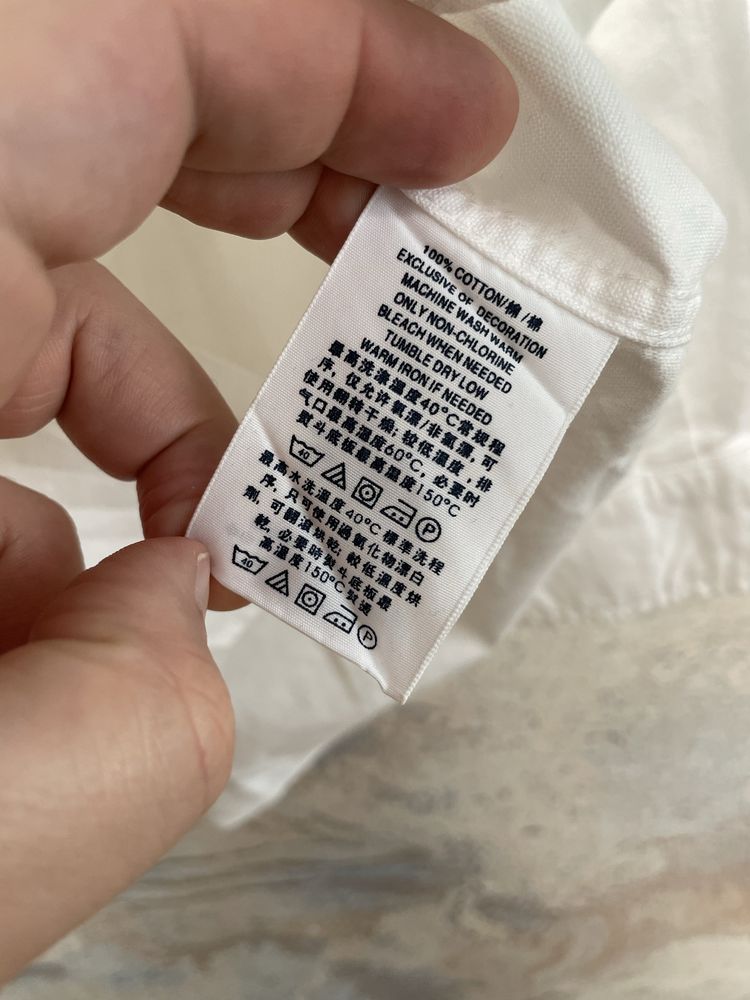 100% COTTON/棉 /棉
EXCLUSIVE OF DECORATION
MACHINE WASH WARM
ONLY NON-CHLORINE
BLEACH WHEN NEEDED
TUMBLE DRY LOW
WARM IRON IF NEEDED
最高洗涤温度40°C常规程
序, 仅允许氧漂/非氯漂, 可
使用翻转干燥; 较低温度, 排
气口最高温度60°C, 必要时
熨斗底板最高温度150°C
40 P
最高水洗溫度40°C 標準洗程
序, 只可使用過氧化物漂白
劑, 可翻滾烘乾; 較低溫度烘
乾, 必要時熨斗底板最
高溫度150°C熨燙
40 P